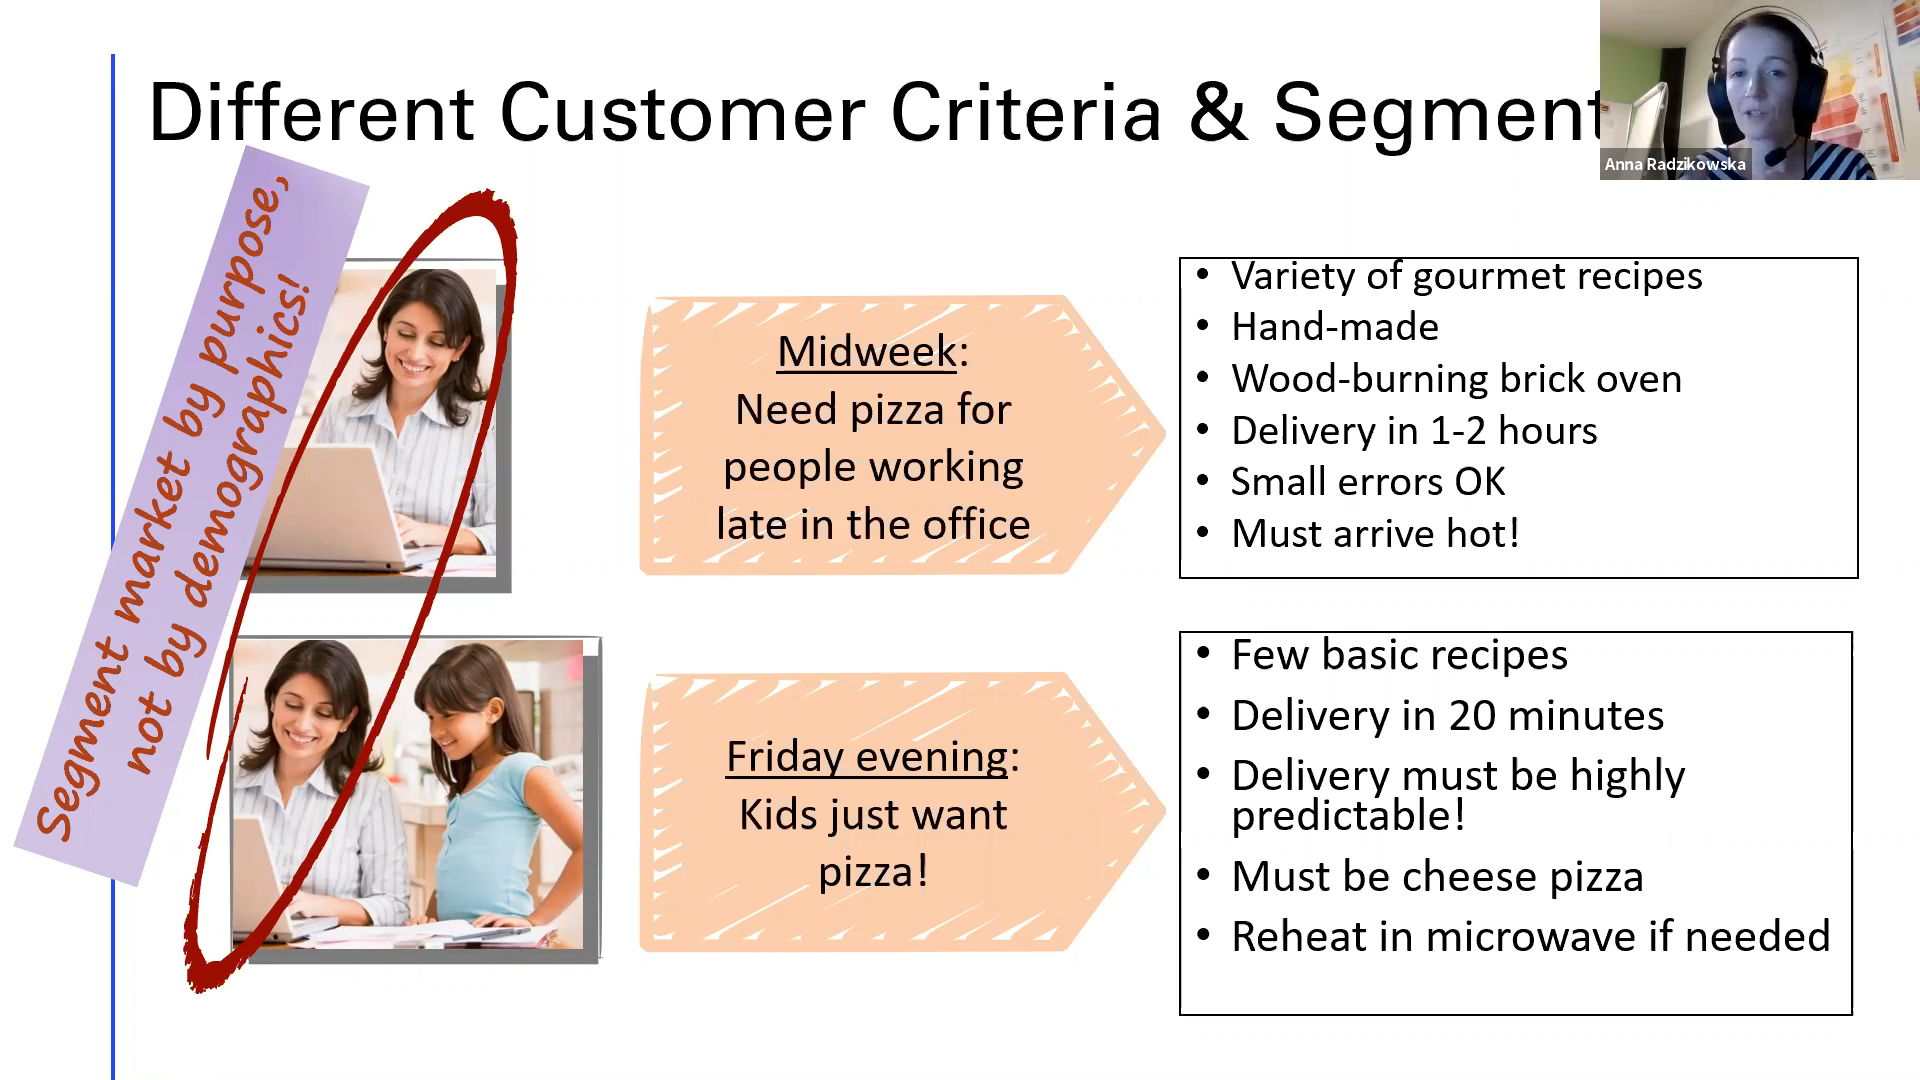 Different Customer Criteria & Segment
Anna Radzikowska
Segment market by purpose,
not by demographics!
Midweek:
Need pizza for
people working
late in the office
• Variety of gourmet recipes
• Hand-made
• Wood-burning brick oven
• Delivery in 1-2 hours
• Small errors OK
• Must arrive hot!
Friday evening:
Kids just want
pizza!
• Few basic recipes
• Delivery in 20 minutes
• Delivery must be highly
predictable!
• Must be cheese pizza
• Reheat in microwave if needed